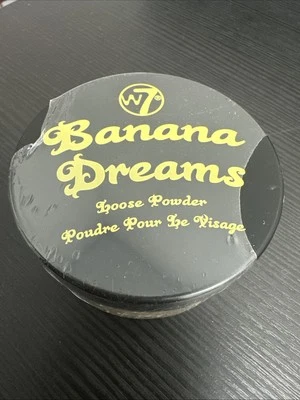 W7
Banana
Dreams
Loose Powder
Poudre Pour Le Visage